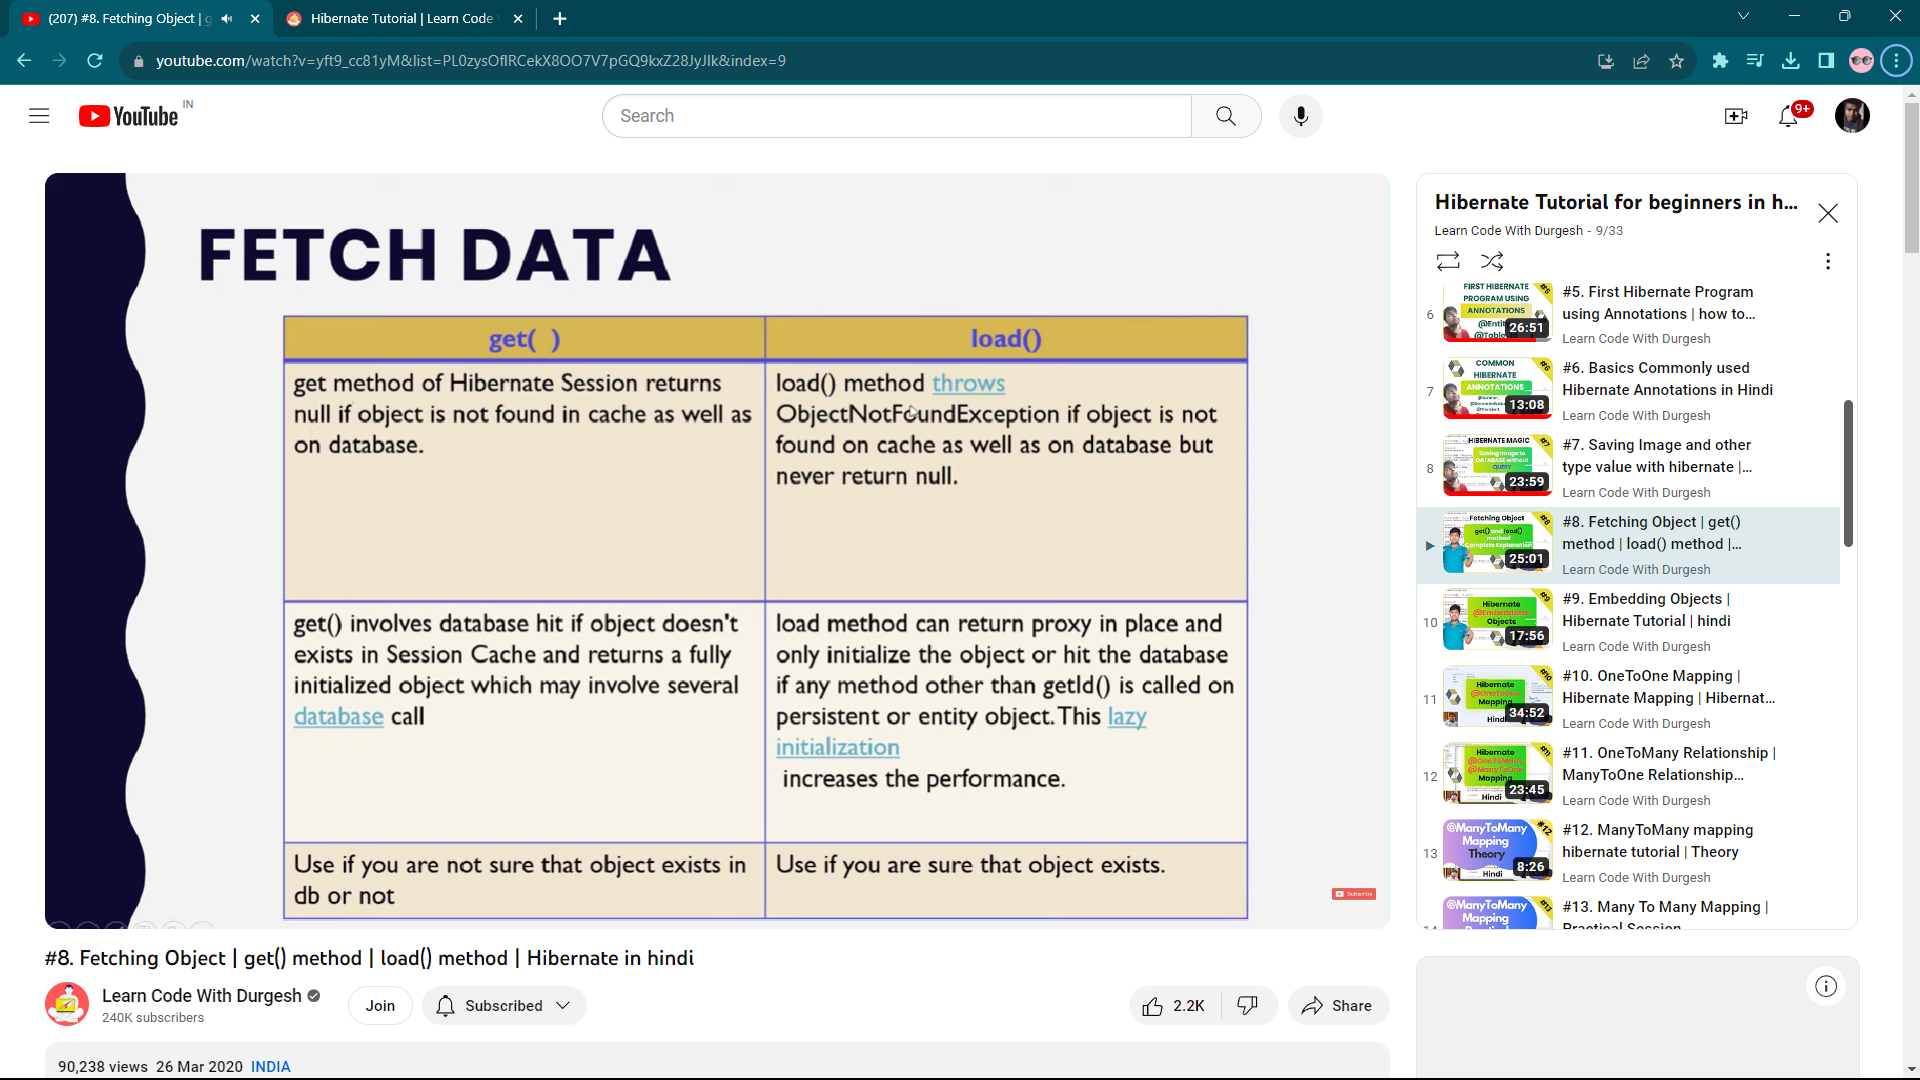 (207) #8. Fetching Object | g
Hibernate Tutorial | Learn Code
youtube.com/watch?v=yft9_cc81yM&list=PL0zysOflRCekX8OO7V7pGQ9kxZ28JyJlk&index=9
YouTube IN
Search
9+
FETCH DATA
get( )
load()
get method of Hibernate Session returns
null if object is not found in cache as well as
on database.
load() method throws
ObjectNotFoundException if object is not
found on cache as well as on database but
never return null.
get() involves database hit if object doesn't
exists in Session Cache and returns a fully
initialized object which may involve several
database call
load method can return proxy in place and
only initialize the object or hit the database
if any method other than getId() is called on
persistent or entity object. This lazy
initialization
increases the performance.
Use if you are not sure that object exists in
db or not
Use if you are sure that object exists.
Subscribe
#8. Fetching Object | get() method | load() method | Hibernate in hindi
Learn Code With Durgesh
240K subscribers
Join
Subscribed
2.2K
Share
90,238 views 26 Mar 2020 INDIA
Hibernate Tutorial for beginners in h...
Learn Code With Durgesh - 9/33
6
FIRST HIBERNATE
PROGRAM USING
ANNOTATIONS
26:51
#5. First Hibernate Program
using Annotations | how to...
Learn Code With Durgesh
7
COMMON
HIBERNATE
ANNOTATIONS
13:08
#6. Basics Commonly used
Hibernate Annotations in Hindi
Learn Code With Durgesh
8
HIBERNATE MAGIC
Saving Image to
DATABASE without
QUERY
23:59
#7. Saving Image and other
type value with hibernate |...
Learn Code With Durgesh
Fetching Object
get() and load()
method
Complete Explanation
25:01
#8. Fetching Object | get()
method | load() method |...
Learn Code With Durgesh
10
Hibernate
@Embeddable
Objects
17:56
#9. Embedding Objects |
Hibernate Tutorial | hindi
Learn Code With Durgesh
11
Hibernate
@OneToOne
Mapping
Hindi
34:52
#10. OneToOne Mapping |
Hibernate Mapping | Hibernat...
Learn Code With Durgesh
12
Hibernate
@OneToMany
@ManyToOne
Mapping
Hindi
23:45
#11. OneToMany Relationship |
ManyToOne Relationship...
Learn Code With Durgesh
13
@ManyToMany
Mapping
Theory
Hindi
8:26
#12. ManyToMany mapping
hibernate tutorial | Theory
Learn Code With Durgesh
@ManyToMany
Mapping
#13. Many To Many Mapping |
Practical Session